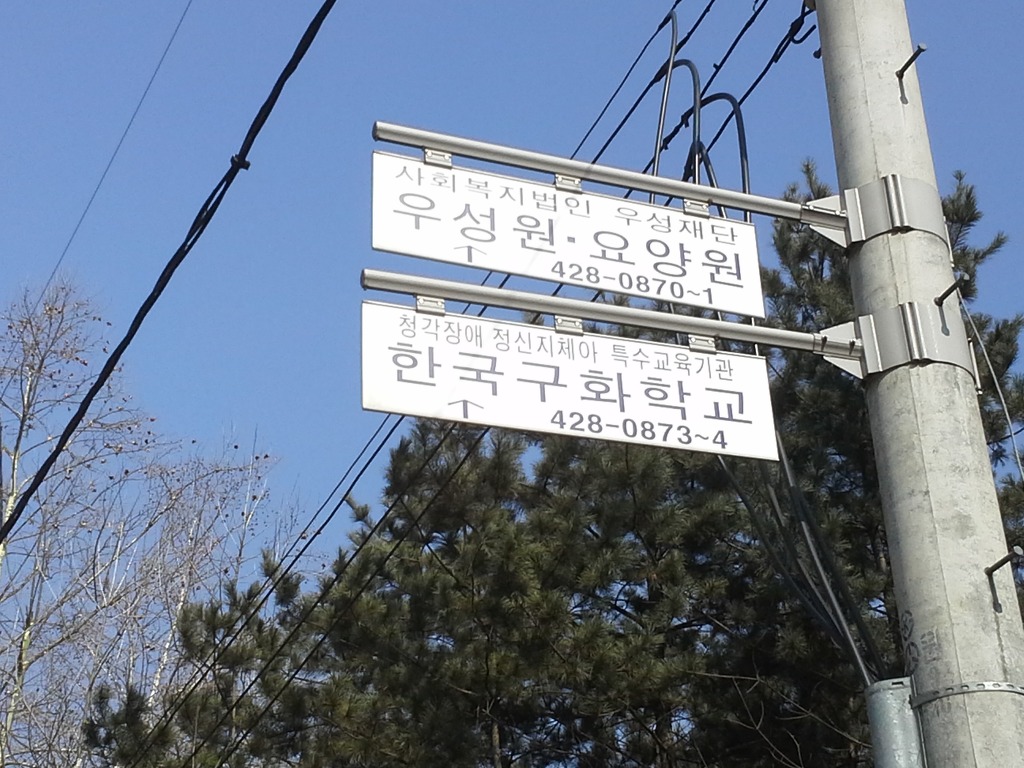 사회복지법인 우성재단
우성원·요양원
↑ 428-0870~1
청각장애 정신지체아 특수교육기관
한국구화학교
↑ 428-0873~4